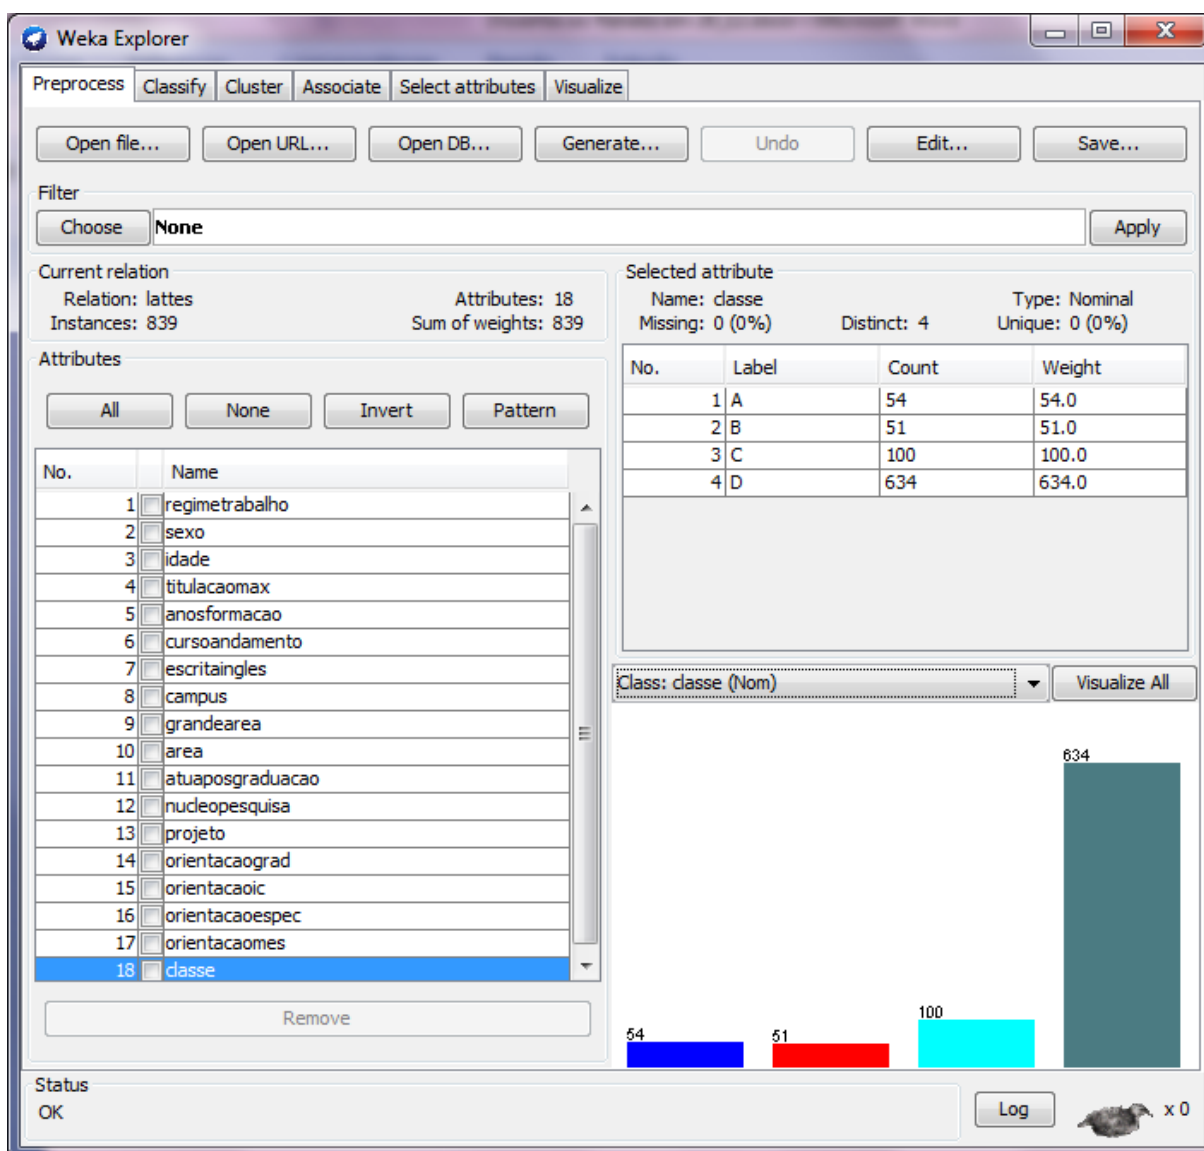 Weka Explorer
Preprocess Classify Cluster Associate Select attributes Visualize
Open file... Open URL... Open DB... Generate... Undo Edit... Save...
Filter
Choose None Apply
Current relation
Relation: lattes Attributes: 18
Instances: 839 Sum of weights: 839
Attributes
All None Invert Pattern
No. Name
1 regimetrabalho
2 sexo
3 idade
4 titulacaomax
5 anosformacao
6 cursoandamento
7 escritaingles
8 campus
9 grandearea
10 area
11 atuaposgraduacao
12 nucleopesquisa
13 projeto
14 orientacaograd
15 orientacaoic
16 orientacaoespec
17 orientacaomes
18 classe
Remove
Selected attribute
Name: classe Type: Nominal
Missing: 0 (0%) Distinct: 4 Unique: 0 (0%)
No. Label Count Weight
1 A 54 54.0
2 B 51 51.0
3 C 100 100.0
4 D 634 634.0
Class: classe (Nom) Visualize All
634
100
54 51
Status
OK Log x 0